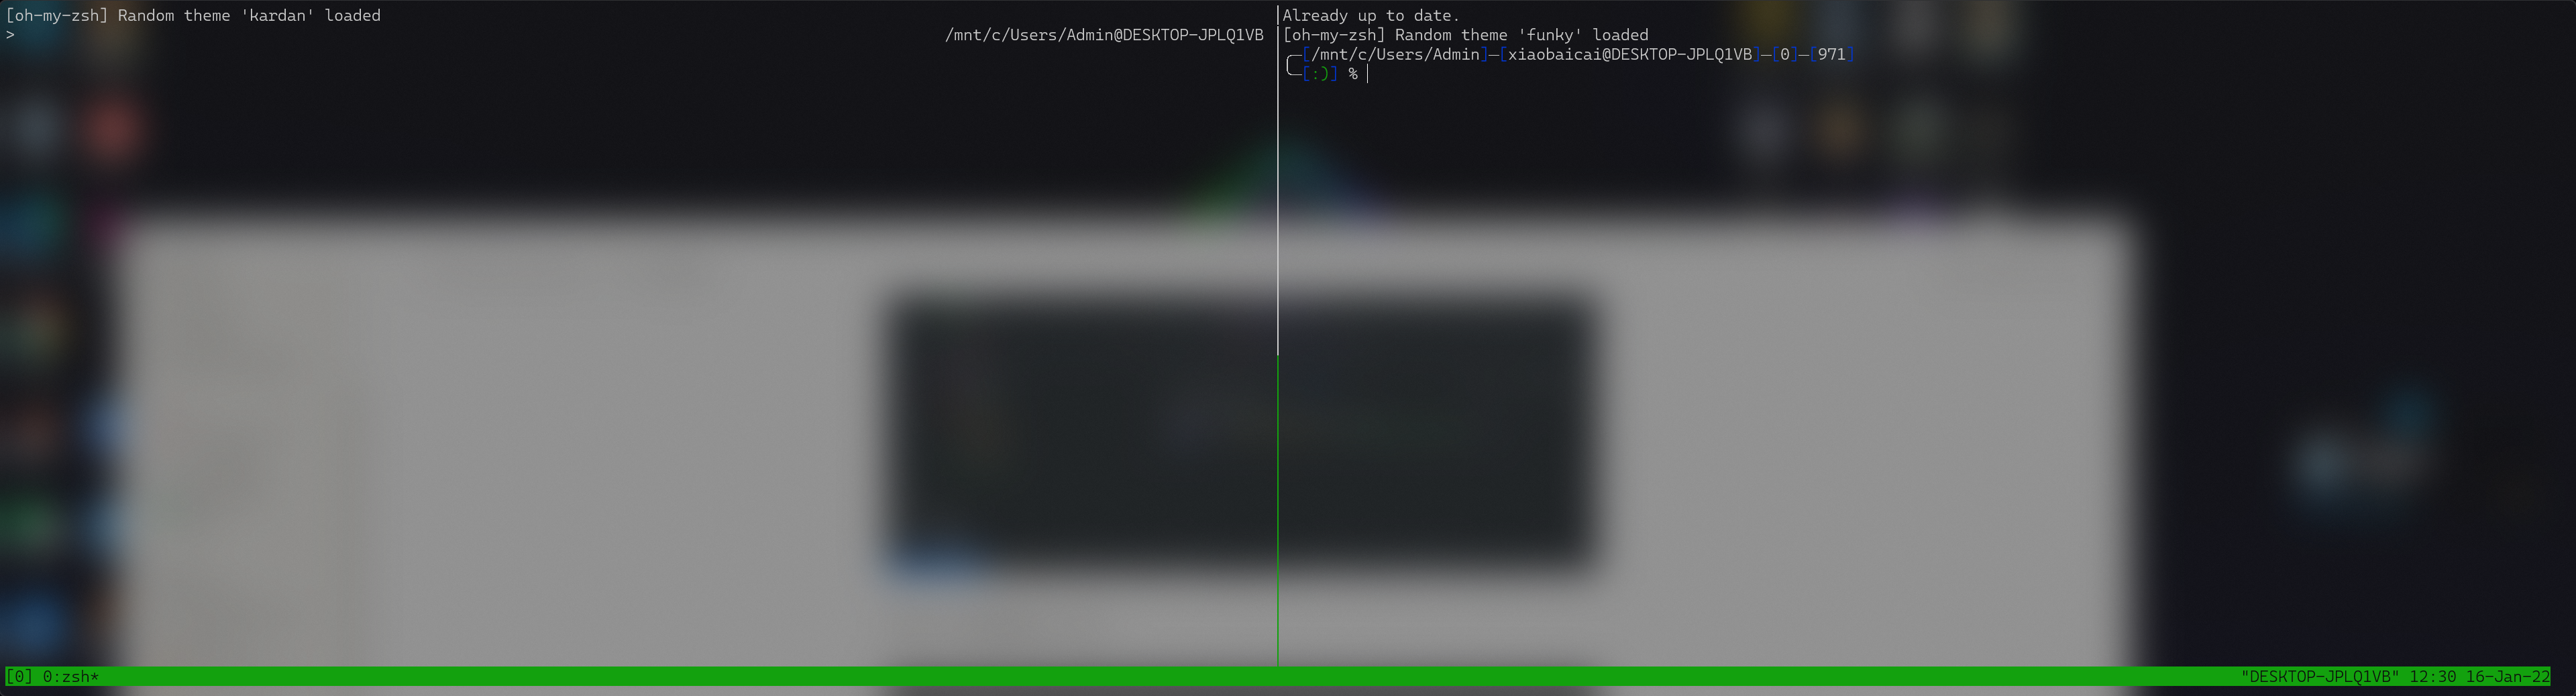 [oh-my-zsh] Random theme 'kardan' loaded
> /mnt/c/Users/Admin@DESKTOP-JPLQ1VB
Already up to date.
[oh-my-zsh] Random theme 'funky' loaded
╭─[/mnt/c/Users/Admin]─[xiaobaicai@DESKTOP-JPLQ1VB]─[0]─[971]
╰─[:)] %
[0] 0:zsh* "DESKTOP-JPLQ1VB" 12:30 16-Jan-22